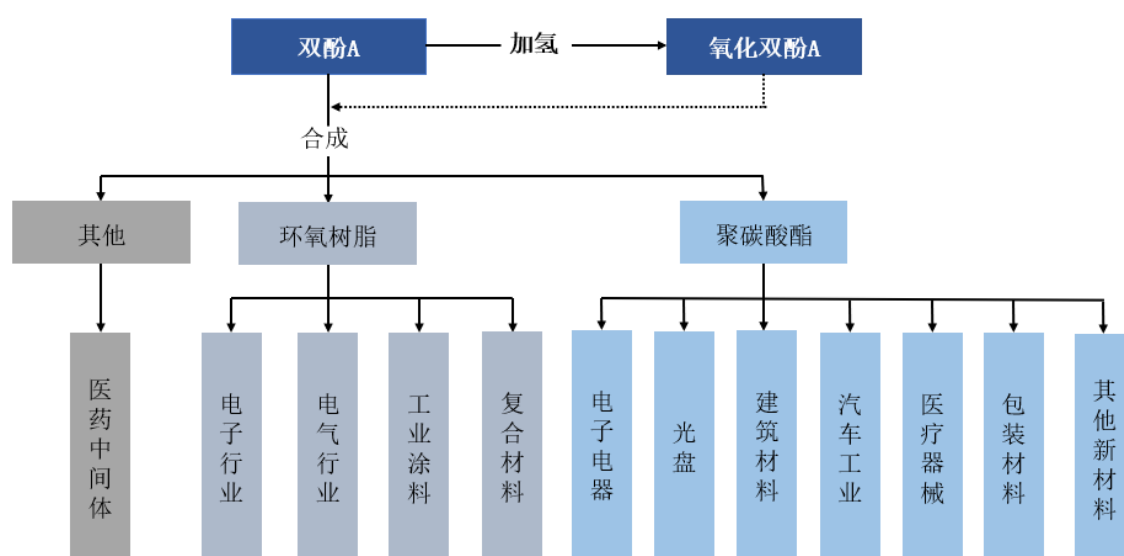 双酚A
加氢
氧化双酚A
合成
其他
环氧树脂
聚碳酸酯
医药中间体
电子行业
电气行业
工业涂料
复合材料
电子电器
光盘
建筑材料
汽车工业
医疗器械
包装材料
其他新材料